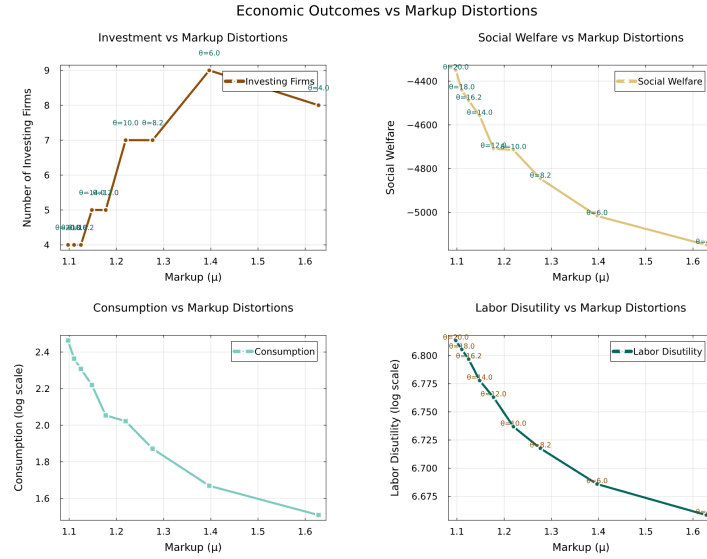 Economic Outcomes vs Markup Distortions
Investment vs Markup Distortions
Number of Investing Firms
9
8
7
6
5
4
1.1 1.2 1.3 1.4 1.5 1.6
Markup (μ)
Investing Firms
θ=12.0
θ=10.0
θ=8.2
θ=6.0
θ=4.0
Social Welfare vs Markup Distortions
Social Welfare
−4400
−4600
−4800
−5000
1.1 1.2 1.3 1.4 1.5 1.6
Markup (μ)
Social Welfare
θ=20.0
θ=18.0
θ=16.2
θ=14.0
θ=12.0
θ=10.0
θ=8.2
θ=6.0
Consumption vs Markup Distortions
Consumption (log scale)
2.4
2.2
2.0
1.8
1.6
1.1 1.2 1.3 1.4 1.5 1.6
Markup (μ)
Consumption
Labor Disutility vs Markup Distortions
Labor Disutility (log scale)
6.800
6.775
6.750
6.725
6.700
6.675
1.1 1.2 1.3 1.4 1.5 1.6
Markup (μ)
Labor Disutility
θ=20.0
θ=18.0
θ=16.2
θ=14.0
θ=12.0
θ=10.0
θ=8.2
θ=6.0